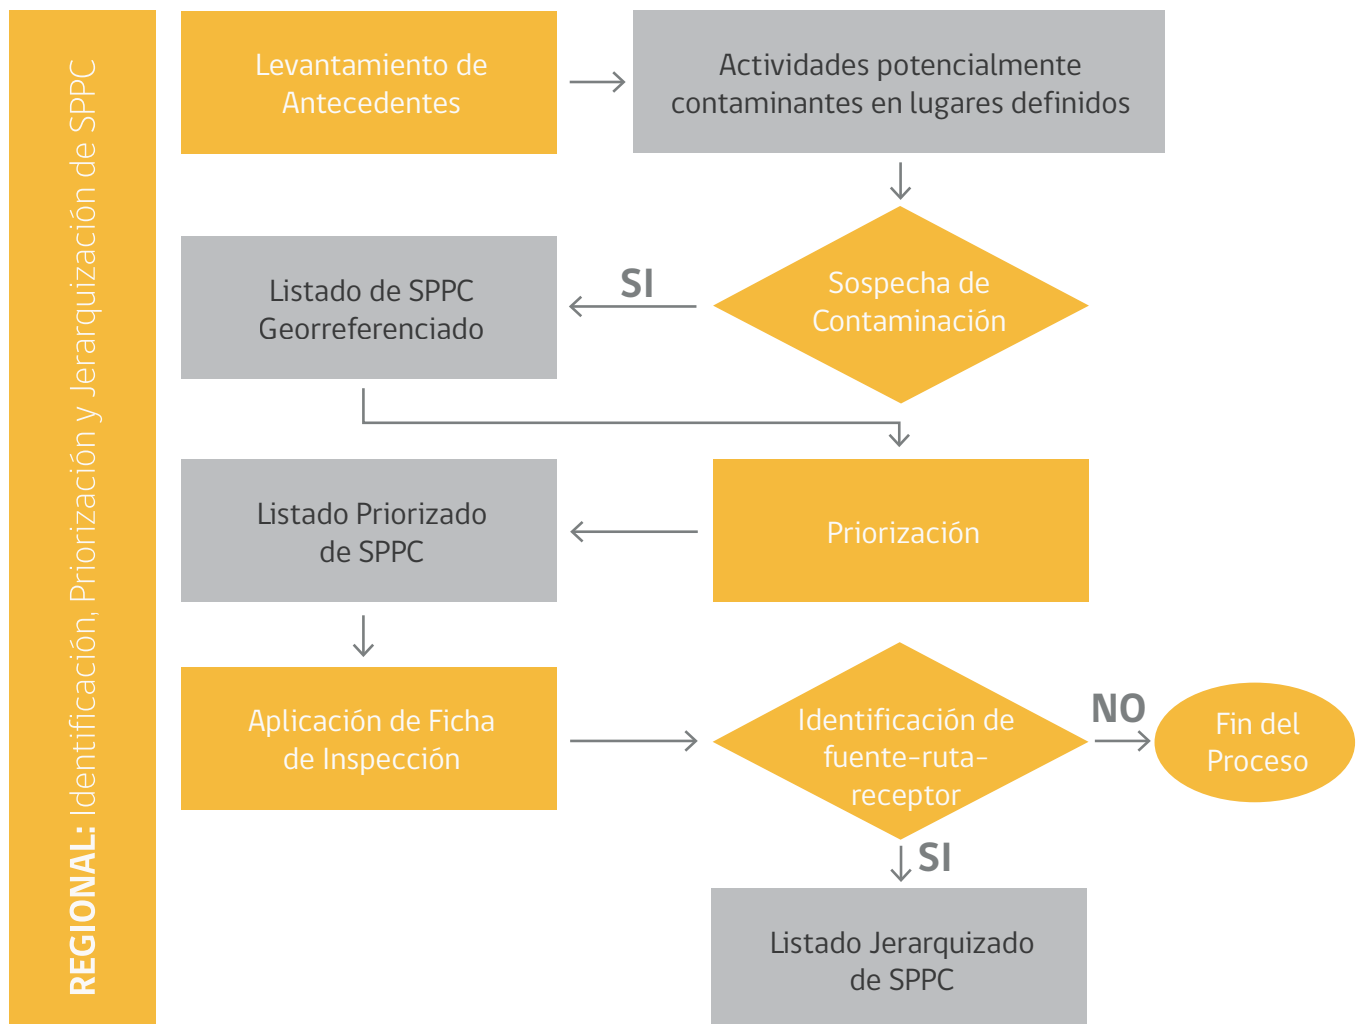 REGIONAL: Identificación, Priorización y Jerarquización de SPPC
Levantamiento de
Antecedentes
Actividades potencialmente
contaminantes en lugares definidos
Sospecha de
Contaminación
SI
Listado de SPPC
Georreferenciado
Priorización
Listado Priorizado
de SPPC
Aplicación de Ficha
de Inspección
Identificación de
fuente-ruta-
receptor
NO
Fin del
Proceso
SI
Listado Jerarquizado
de SPPC